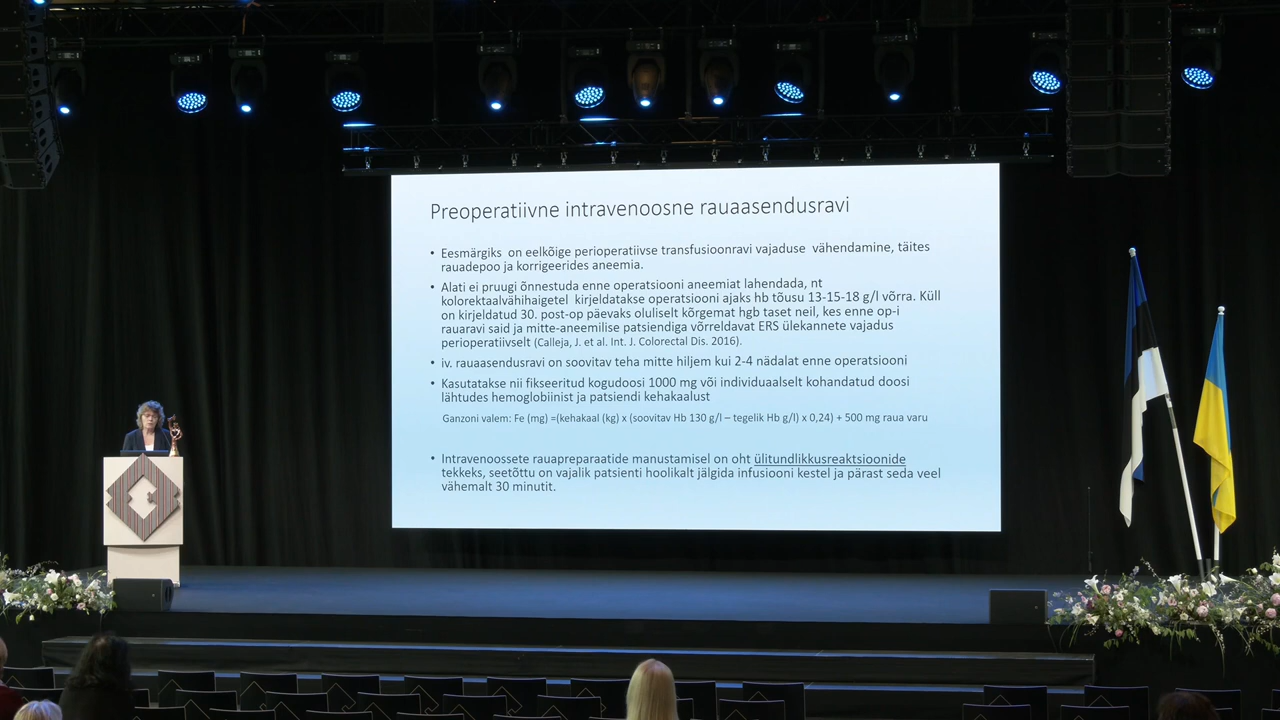 Preoperatiivne intravenoosne rauaasendusravi
• Eesmärgiks on eelkõige perioperatiivse transfusioonravi vajaduse vähendamine, täites
rauadepoo ja korrigeerides aneemia.
• Alati ei pruugi õnnestuda enne operatsiooni aneemiat lahendada, nt
kolorektaalvähihaigetel kirjeldatakse operatsiooni ajaks hb tõusu 13-15-18 g/l võrra. Küll
on kirjeldatud 30. post-op päevaks oluliselt kõrgemat hgb taset neil, kes enne op-i
rauaravi said ja mitte-aneemilise patsiendiga võrreldavat ERS ülekannete vajadus
perioperatiivselt (Calleja, J. et al. Int. J. Colorectal Dis. 2016).
• iv. rauaasendusravi on soovitav teha mitte hiljem kui 2-4 nädalat enne operatsiooni
• Kasutatakse nii fikseeritud kogudoosi 1000 mg või individuaalselt kohandatud doosi
lähtudes hemoglobiinist ja patsiendi kehakaalust
Ganzoni valem: Fe (mg) =(kehakaal (kg) x (soovitav Hb 130 g/l – tegelik Hb g/l) x 0,24) + 500 mg raua varu
• Intravenoossete rauapreparaatide manustamisel on oht ülitundlikkusreaktsioonide
tekkeks, seetõttu on vajalik patsienti hoolikalt jälgida infusiooni kestel ja pärast seda veel
vähemalt 30 minutit.